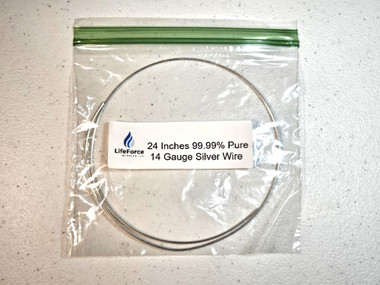 24 Inches 99.99% Pure
14 Gauge Silver Wire
LifeForce